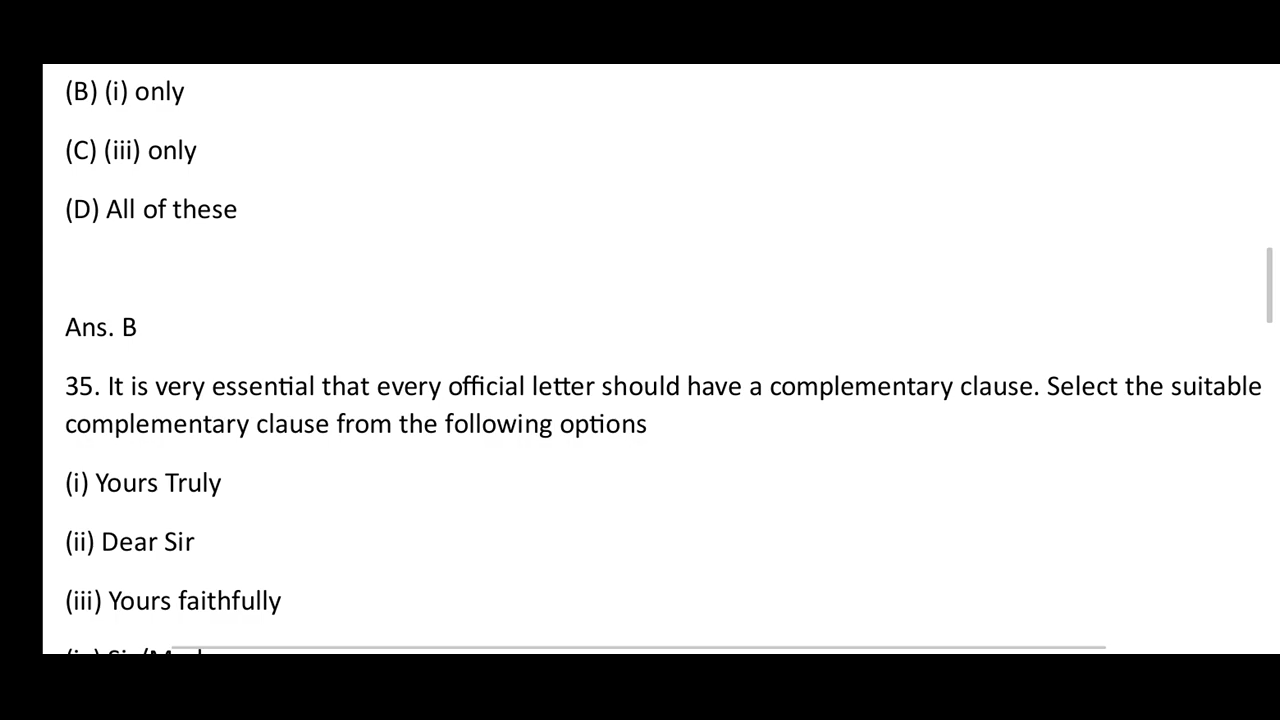 (B) (i) only
(C) (iii) only
(D) All of these
Ans. B
35. It is very essential that every official letter should have a complementary clause. Select the suitable
complementary clause from the following options
(i) Yours Truly
(ii) Dear Sir
(iii) Yours faithfully